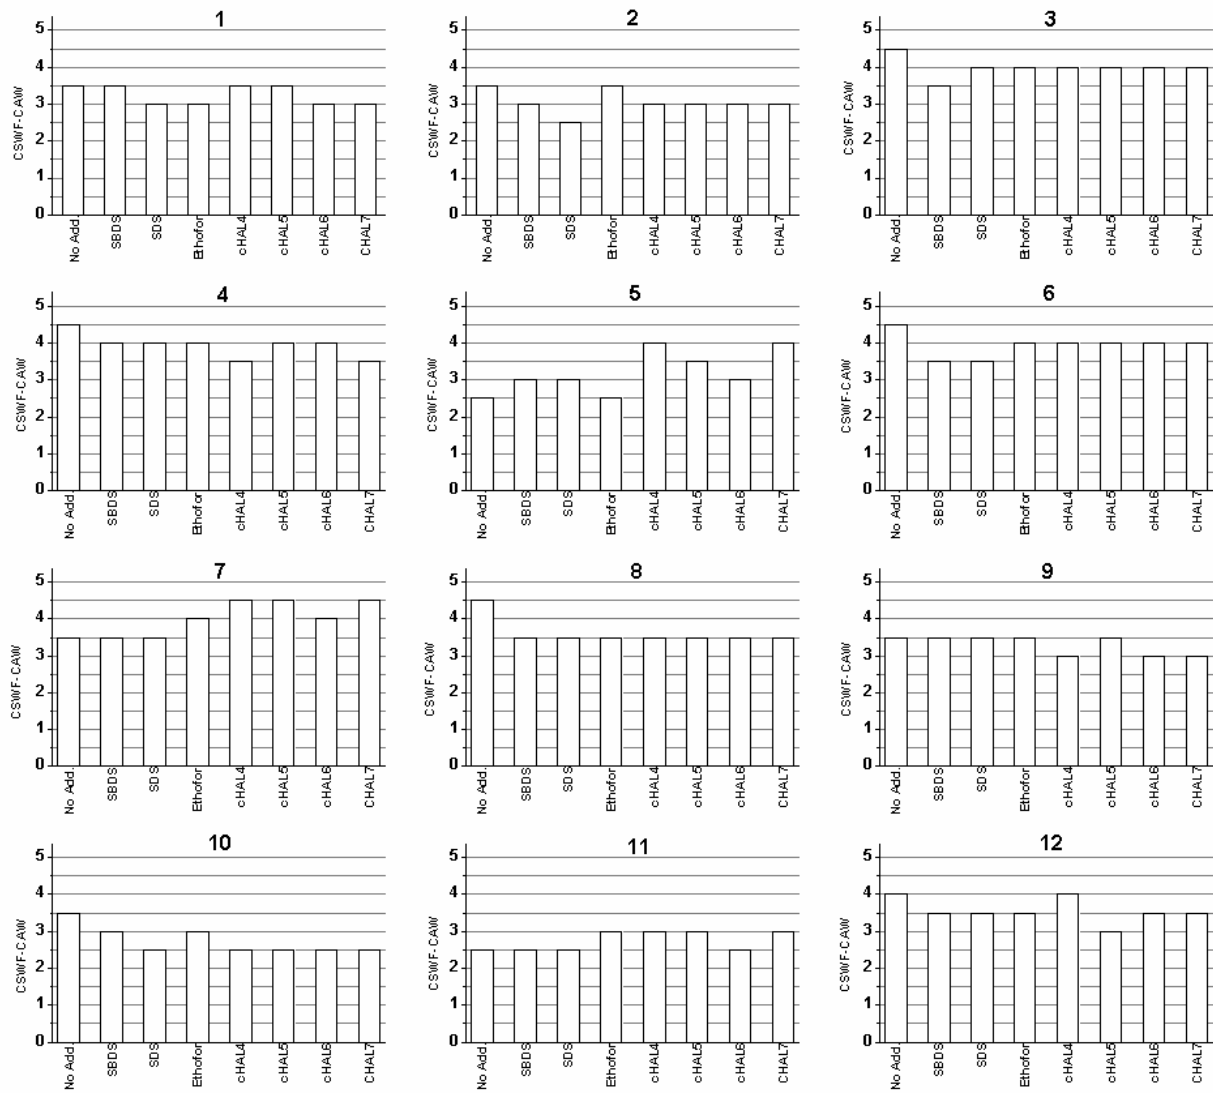 1
5
4
3
2
1
0
CSWF-CAW
No Add.
SBDS
SDS
Ethofor
cHAL4
cHAL5
cHAL6
CHAL7
2
5
4
3
2
1
0
CSWF-CAW
No Add.
SBDS
SDS
Ethofor
cHAL4
cHAL5
cHAL6
CHAL7
3
5
4
3
2
1
0
CSWF-CAW
No Add.
SBDS
SDS
Ethofor
cHAL4
cHAL5
cHAL6
CHAL7
4
5
4
3
2
1
0
CSWF-CAW
No Add.
SBDS
SDS
Ethofor
cHAL4
cHAL5
cHAL6
CHAL7
5
5
4
3
2
1
0
CSWF-CAW
No Add.
SBDS
SDS
Ethofor
cHAL4
cHAL5
cHAL6
CHAL7
6
5
4
3
2
1
0
CSWF-CAW
No Add.
SBDS
SDS
Ethofor
cHAL4
cHAL5
cHAL6
CHAL7
7
5
4
3
2
1
0
CSWF-CAW
No Add.
SBDS
SDS
Ethofor
cHAL4
cHAL5
cHAL6
CHAL7
8
5
4
3
2
1
0
CSWF-CAW
No Add.
SBDS
SDS
Ethofor
cHAL4
cHAL5
cHAL6
CHAL7
9
5
4
3
2
1
0
CSWF-CAW
No Add.
SBDS
SDS
Ethofor
cHAL4
cHAL5
cHAL6
CHAL7
10
5
4
3
2
1
0
CSWF-CAW
No Add.
SBDS
SDS
Ethofor
cHAL4
cHAL5
cHAL6
CHAL7
11
5
4
3
2
1
0
CSWF-CAW
No Add.
SBDS
SDS
Ethofor
cHAL4
cHAL5
cHAL6
CHAL7
12
5
4
3
2
1
0
CSWF-CAW
No Add.
SBDS
SDS
Ethofor
cHAL4
cHAL5
cHAL6
CHAL7